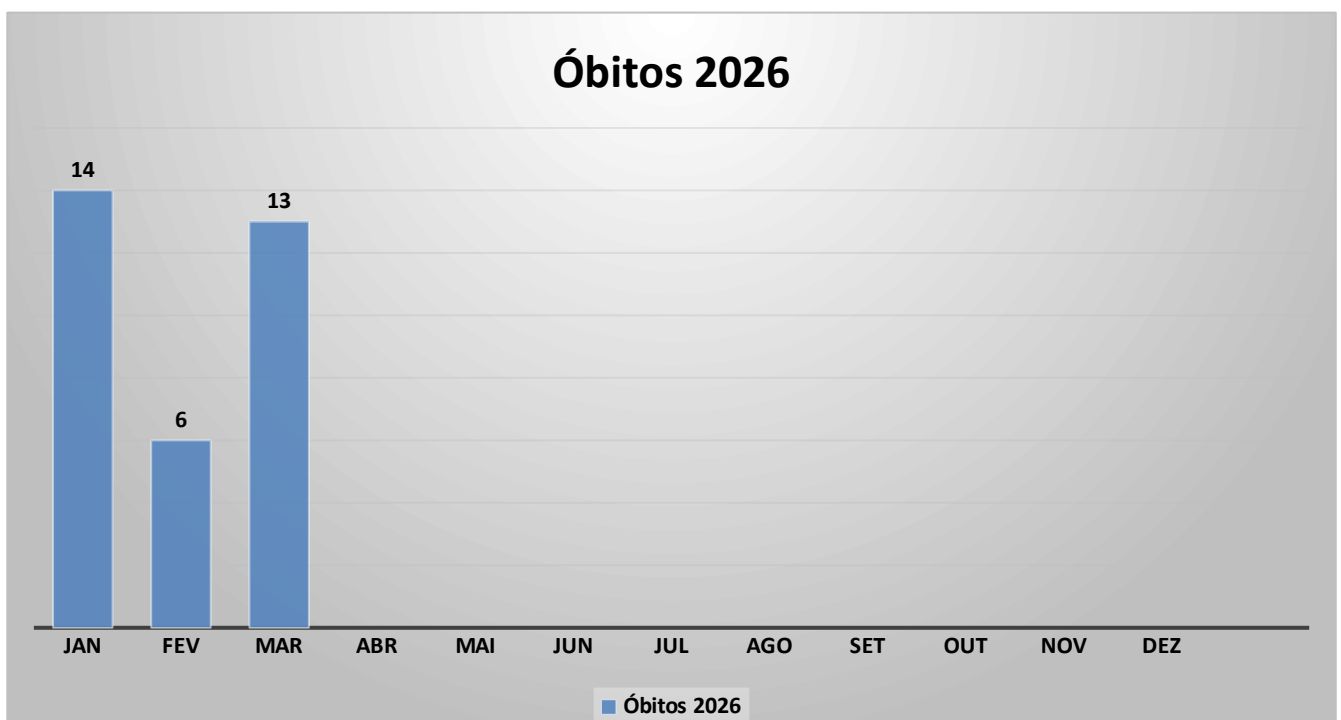 Óbitos 2026
14
6
13
JAN FEV MAR ABR MAI JUN JUL AGO SET OUT NOV DEZ
Óbitos 2026